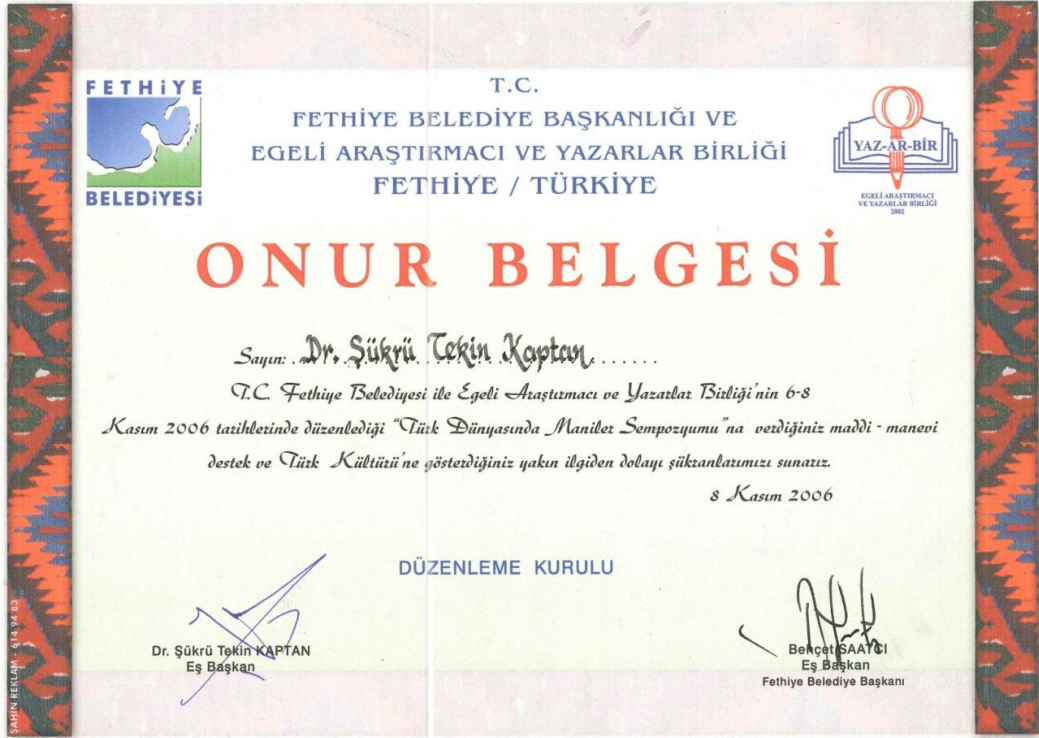 FETHİYE
BELEDİYESİ
T.C.
FETHİYE BELEDİYE BAŞKANLIĞI VE
EGELİ ARAŞTIRMACI VE YAZARLAR BİRLİĞİ
FETHİYE / TÜRKİYE
YAZ-AR-BİR
EGELİ ARAŞTIRMACI
VE YAZARLAR BİRLİĞİ
2002
ONUR BELGESİ
Sayın: Dr. Şükrü Tekin Kaptan
T.C. Fethiye Belediyesi ile Egeli Araştırmacı ve Yazarlar Birliği'nin 6-8
Kasım 2006 tarihlerinde düzenlediği "Türk Dünyasında Maniler Sempozyumu"na verdiğiniz maddi - manevi
destek ve Türk Kültürü'ne gösterdiğiniz yakın ilgiden dolayı şükranlarımızı sunarız.
8 Kasım 2006
DÜZENLEME KURULU
Dr. Şükrü Tekin KAPTAN
Eş Başkan
Behçet SAATCI
Eş Başkan
Fethiye Belediye Başkanı
ŞAHİN REKLAM - 614 94 83